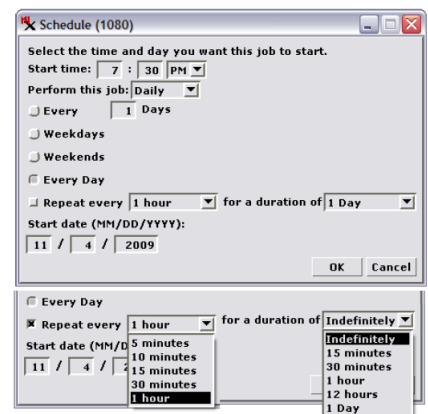 Schedule (1080)
Select the time and day you want this job to start.
Start time: 7 : 30 PM
Perform this job: Daily
Every 1 Days
Weekdays
Weekends
Every Day
Repeat every 1 hour for a duration of 1 Day
Start date (MM/DD/YYYY):
11 / 4 / 2009
OK Cancel
Every Day
Repeat every 1 hour for a duration of Indefinitely
Start date (MM/D
11 / 4 / 2
5 minutes
10 minutes
15 minutes
30 minutes
1 hour
Indefinitely
15 minutes
30 minutes
1 hour
12 hours
1 Day